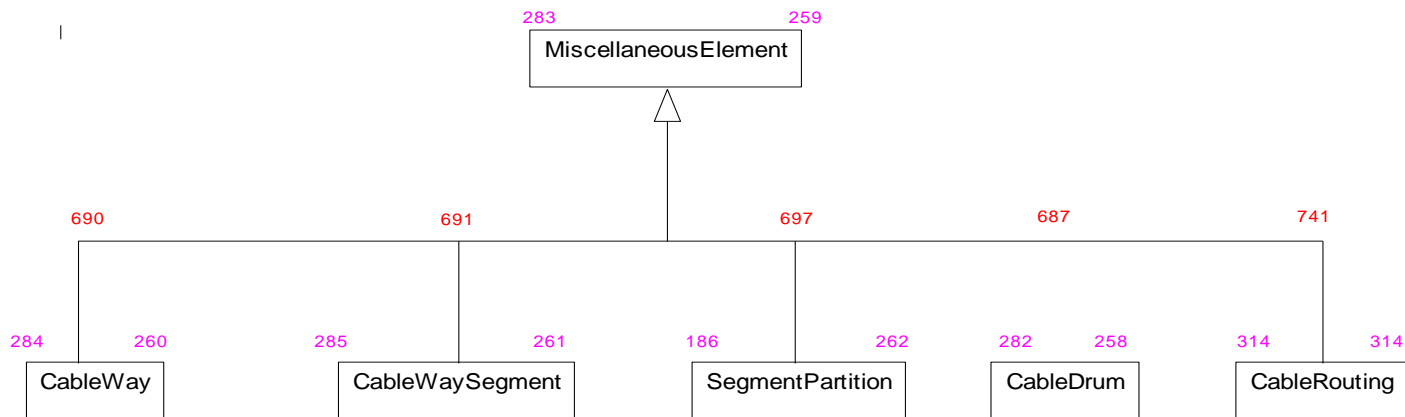 283 259
MiscellaneousElement
690 691 697 687 741
284 260 285 261 186 262 282 258 314 314
CableWay CableWaySegment SegmentPartition CableDrum CableRouting